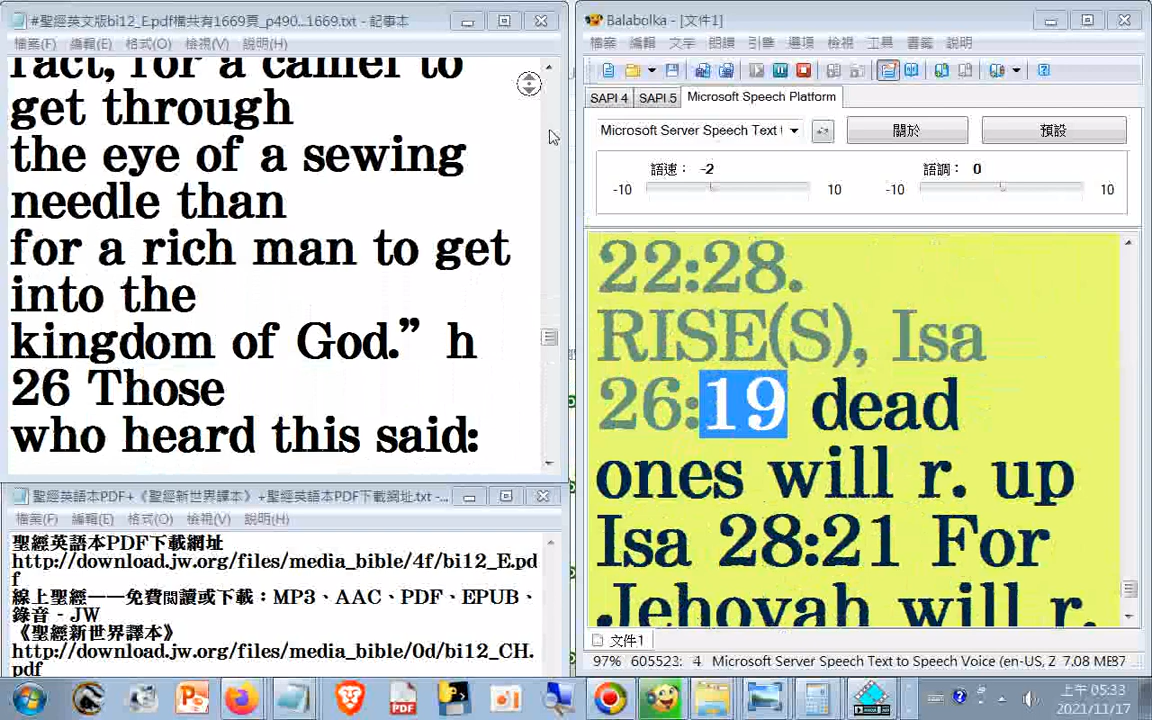 #聖經英文版bi12_E.pdf檔共有1669頁_p490...1669.txt - 記事本
檔案(F) 編輯(E) 格式(O) 檢視(V) 說明(H)
fact, for a camel to
get through
the eye of a sewing
needle than
for a rich man to get
into the
kingdom of God.” h
26 Those
who heard this said:
聖經英語本PDF+《聖經新世界譯本》+聖經英語本PDF下載網址.txt -...
檔案(F) 編輯(E) 格式(O) 檢視(V) 說明(H)
聖經英語本PDF下載網址
http://download.jw.org/files/media_bible/4f/bi12_E.pd
f
線上聖經——免費閱讀或下載：MP3、AAC、PDF、EPUB、
錄音 - JW
《聖經新世界譯本》
http://download.jw.org/files/media_bible/0d/bi12_CH.
pdf
Balabolka - [文件1]
檔案 編輯 文字 朗讀 引擎 選項 檢視 工具 書籤 說明
SAPI 4 SAPI 5 Microsoft Speech Platform
Microsoft Server Speech Text 關於 預設
語速： -2 語調： 0
-10 10 -10 10
22:28.
RISE(S), Isa
26:19 dead
ones will r. up
Isa 28:21 For
Jehovah will r.
文件1
97% 605523: 4 Microsoft Server Speech Text to Speech Voice (en-US, Z 7.08 MB
上午 05:33
2021/11/17